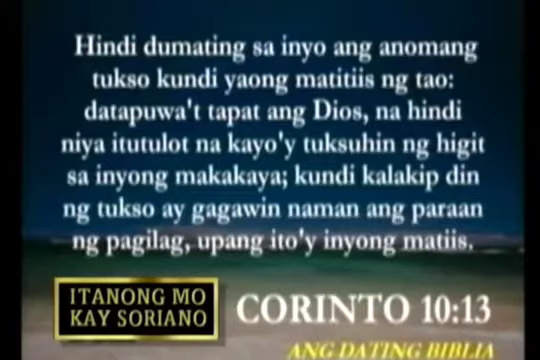 Hindi dumating sa inyo ang anomang
tukso kundi yaong matitiis ng tao:
datapuwa't tapat ang Dios, na hindi
niya itutulot na kayo'y tuksuhin ng higit
sa inyong makakaya; kundi kalakip din
ng tukso ay gagawin naman ang paraan
ng pagilag, upang ito'y inyong matiis.
ITANONG MO
KAY SORIANO
CORINTO 10:13
ANG DATING BIBLIA